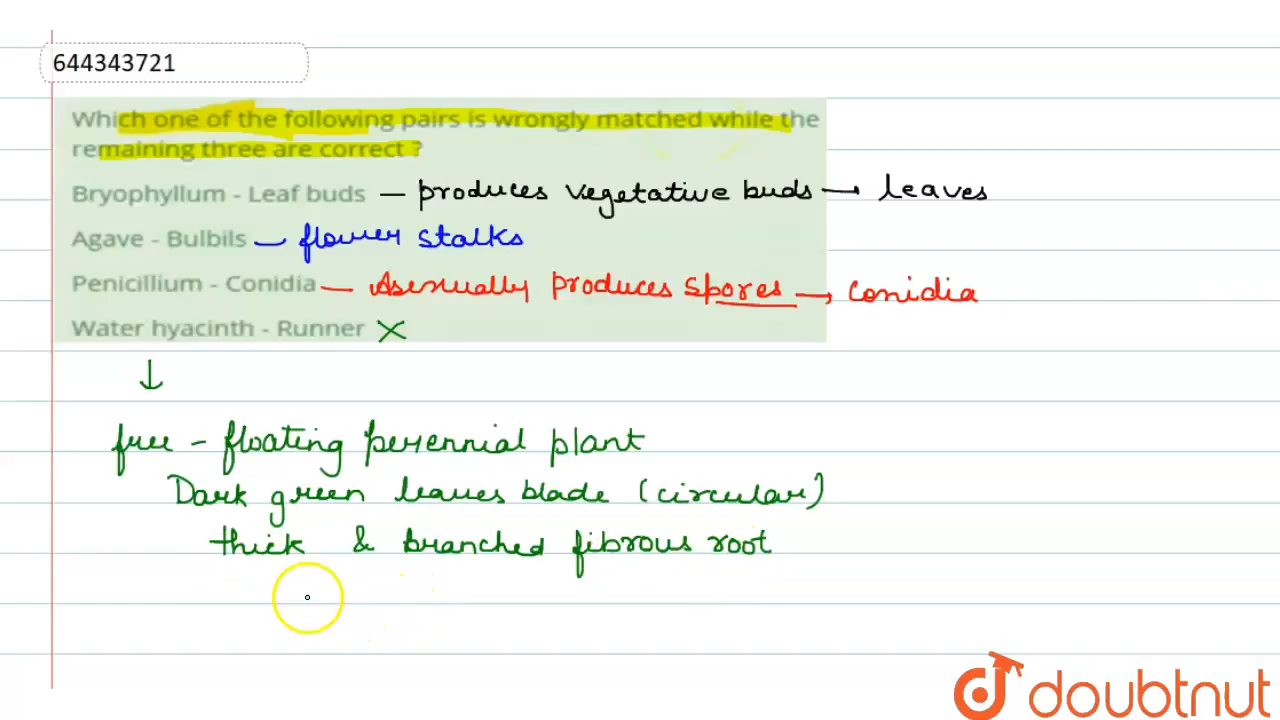 644343721
Which one of the following pairs is wrongly matched while the
remaining three are correct ?
Bryophyllum - Leaf buds — produces vegetative buds → leaves
Agave - Bulbils — flower stalks
Penicillium - Conidia — Asexually produces spores → conidia
Water hyacinth - Runner ✗
↓
free - floating perennial plant
Dark green leaves blade (circular)
thick & branched fibrous root
doubtnut